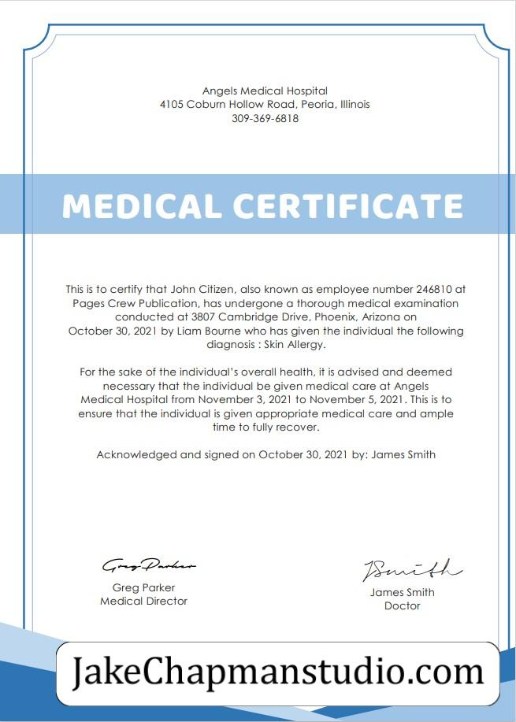 Angels Medical Hospital
4105 Coburn Hollow Road, Peoria, Illinois
309-369-6818
MEDICAL CERTIFICATE
This is to certify that John Citizen, also known as employee number 246810 at
Pages Crew Publication, has undergone a thorough medical examination
conducted at 3807 Cambridge Drive, Phoenix, Arizona on
October 30, 2021 by Liam Bourne who has given the individual the following
diagnosis : Skin Allergy.
For the sake of the individual's overall health, it is advised and deemed
necessary that the individual be given medical care at Angels
Medical Hospital from November 3, 2021 to November 5, 2021. This is to
ensure that the individual is given appropriate medical care and ample
time to fully recover.
Acknowledged and signed on October 30, 2021 by: James Smith
Greg Parker
JSmith
Greg Parker
Medical Director
James Smith
Doctor
JakeChapmanstudio.com